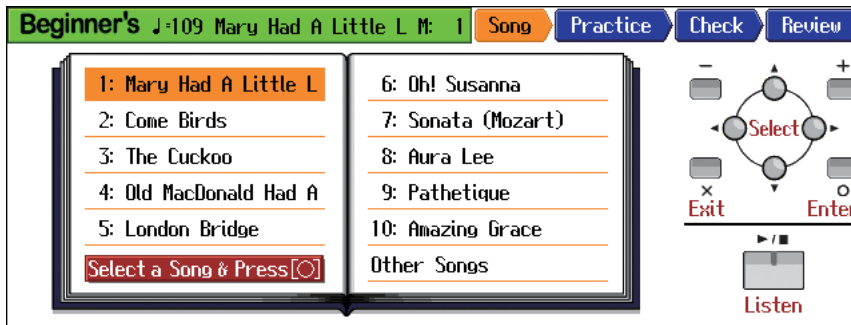 Beginner's ♩=109 Mary Had A Little L M: 1 Song Practice Check Review
1: Mary Had A Little L
2: Come Birds
3: The Cuckoo
4: Old MacDonald Had A
5: London Bridge
Select a Song & Press[○]
6: Oh! Susanna
7: Sonata (Mozart)
8: Aura Lee
9: Pathetique
10: Amazing Grace
Other Songs
− +
Select
× ○
Exit Enter
►/■
Listen